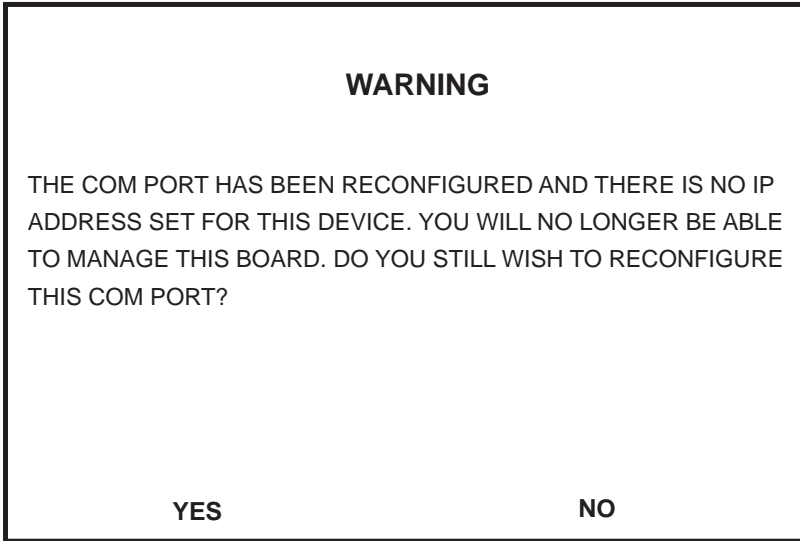 WARNING
THE COM PORT HAS BEEN RECONFIGURED AND THERE IS NO IP
ADDRESS SET FOR THIS DEVICE. YOU WILL NO LONGER BE ABLE
TO MANAGE THIS BOARD. DO YOU STILL WISH TO RECONFIGURE
THIS COM PORT?
YES NO